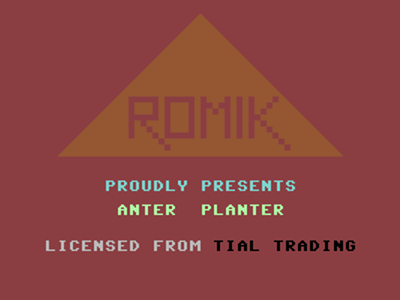 ROMIK
PROUDLY PRESENTS
ANTER PLANTER
LICENSED FROM TIAL TRADING